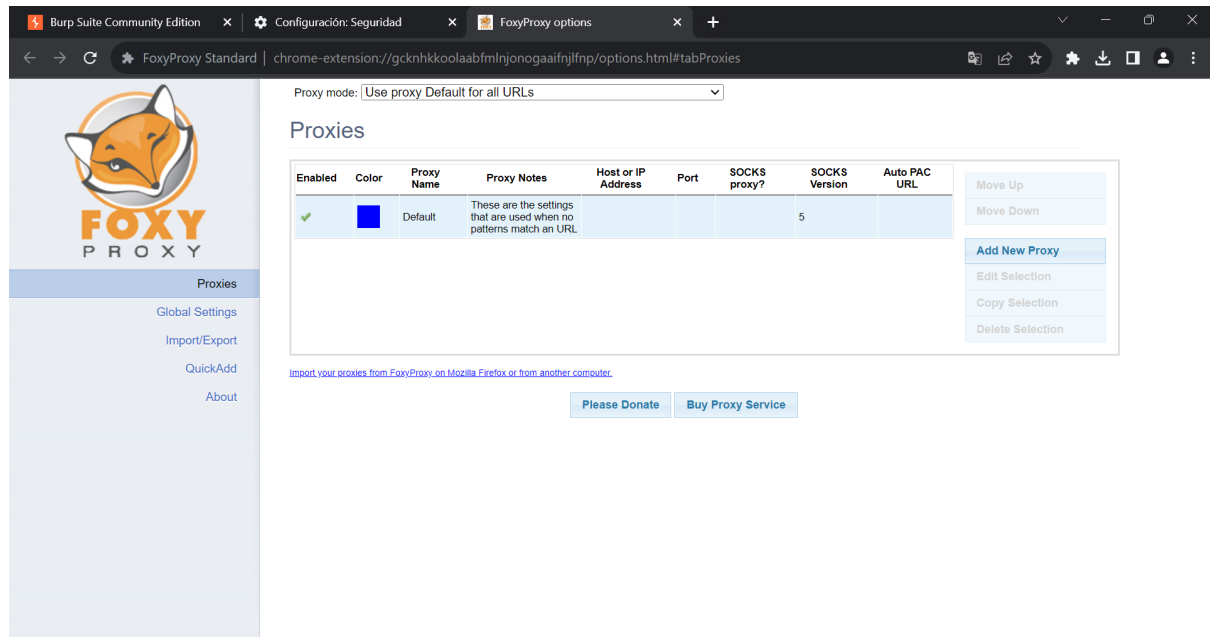 Burp Suite Community Edition
Configuración: Seguridad
FoxyProxy options
FoxyProxy Standard
chrome-extension://gcknhkkoolaabfmlnjonogaaifnjlfnp/options.html#tabProxies
FOXY
PROXY
Proxies
Global Settings
Import/Export
QuickAdd
About
Proxy mode: Use proxy Default for all URLs
Proxies
Enabled Color Proxy Name Proxy Notes Host or IP Address Port SOCKS proxy? SOCKS Version Auto PAC URL
Default These are the settings that are used when no patterns match an URL 5
Move Up
Move Down
Add New Proxy
Edit Selection
Copy Selection
Delete Selection
Import your proxies from FoxyProxy on Mozilla Firefox or from another computer.
Please Donate Buy Proxy Service